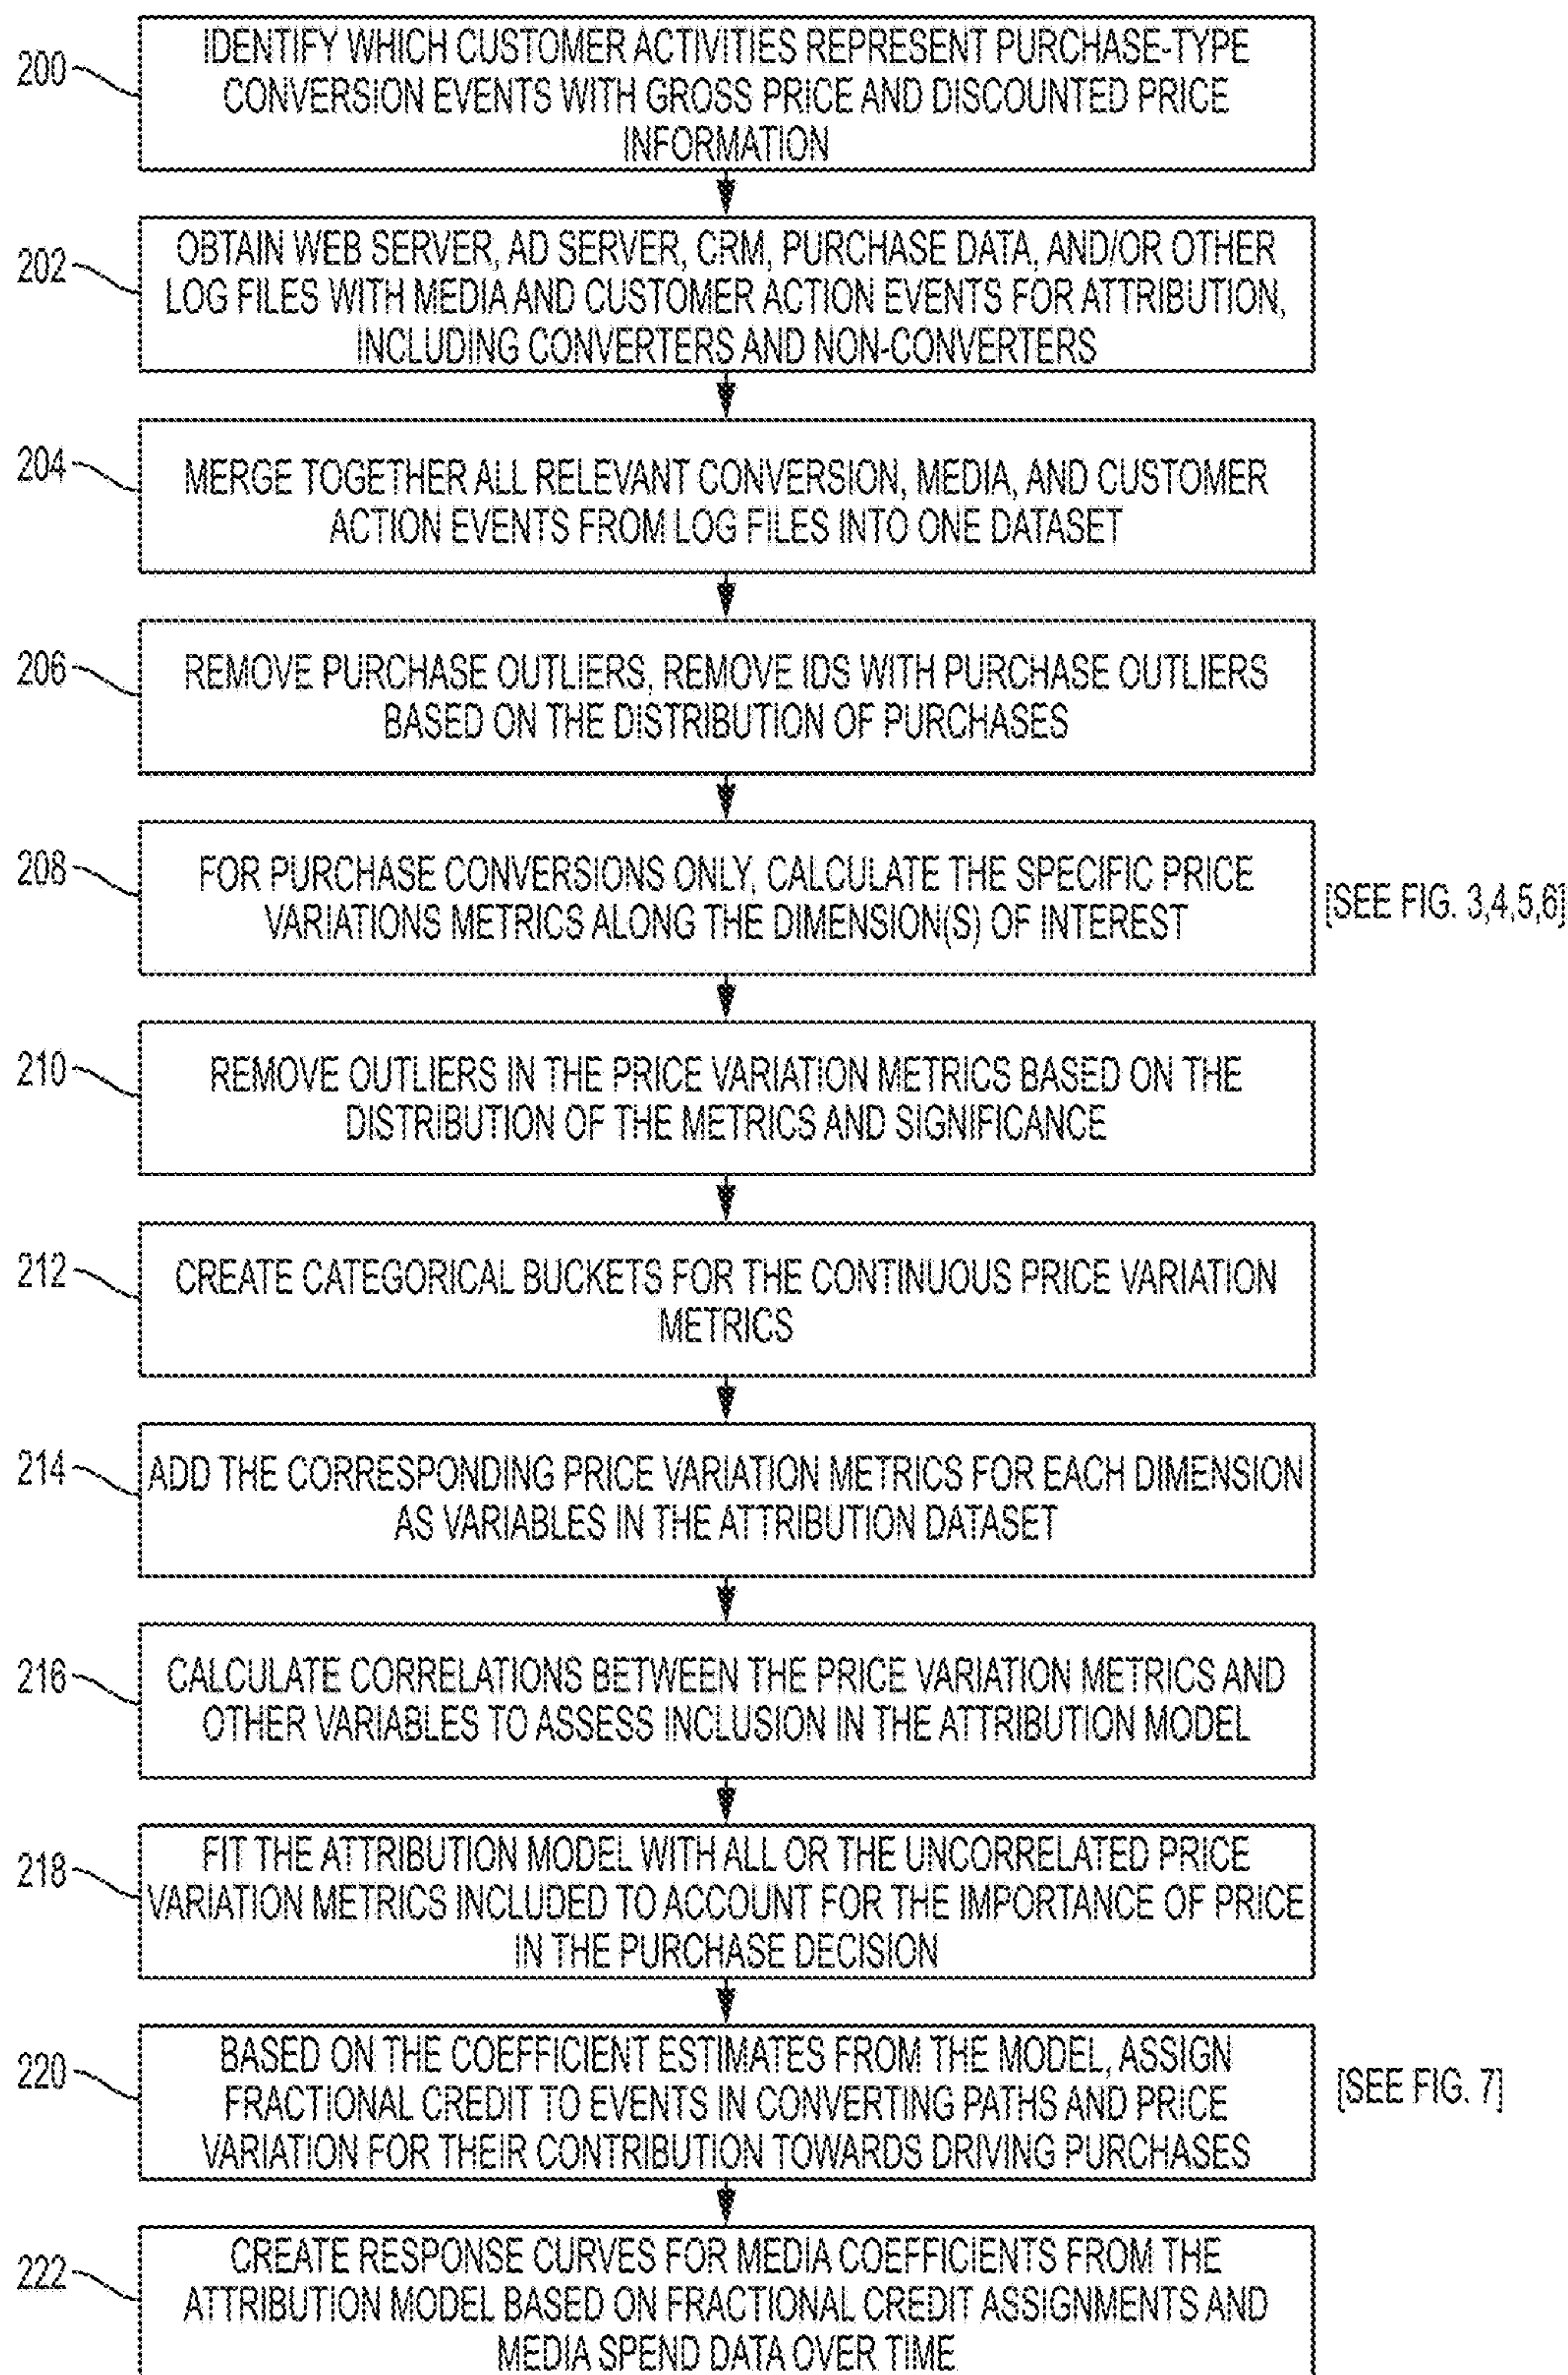 200
IDENTIFY WHICH CUSTOMER ACTIVITIES REPRESENT PURCHASE-TYPE
CONVERSION EVENTS WITH GROSS PRICE AND DISCOUNTED PRICE
INFORMATION
202
OBTAIN WEB SERVER, AD SERVER, CRM, PURCHASE DATA, AND/OR OTHER
LOG FILES WITH MEDIA AND CUSTOMER ACTION EVENTS FOR ATTRIBUTION,
INCLUDING CONVERTERS AND NON-CONVERTERS
204
MERGE TOGETHER ALL RELEVANT CONVERSION, MEDIA, AND CUSTOMER
ACTION EVENTS FROM LOG FILES INTO ONE DATASET
206
REMOVE PURCHASE OUTLIERS, REMOVE IDS WITH PURCHASE OUTLIERS
BASED ON THE DISTRIBUTION OF PURCHASES
208
FOR PURCHASE CONVERSIONS ONLY, CALCULATE THE SPECIFIC PRICE
VARIATIONS METRICS ALONG THE DIMENSION(S) OF INTEREST
[SEE FIG. 3,4,5,6]
210
REMOVE OUTLIERS IN THE PRICE VARIATION METRICS BASED ON THE
DISTRIBUTION OF THE METRICS AND SIGNIFICANCE
212
CREATE CATEGORICAL BUCKETS FOR THE CONTINUOUS PRICE VARIATION
METRICS
214
ADD THE CORRESPONDING PRICE VARIATION METRICS FOR EACH DIMENSION
AS VARIABLES IN THE ATTRIBUTION DATASET
216
CALCULATE CORRELATIONS BETWEEN THE PRICE VARIATION METRICS AND
OTHER VARIABLES TO ASSESS INCLUSION IN THE ATTRIBUTION MODEL
218
FIT THE ATTRIBUTION MODEL WITH ALL OR THE UNCORRELATED PRICE
VARIATION METRICS INCLUDED TO ACCOUNT FOR THE IMPORTANCE OF PRICE
IN THE PURCHASE DECISION
220
BASED ON THE COEFFICIENT ESTIMATES FROM THE MODEL, ASSIGN
FRACTIONAL CREDIT TO EVENTS IN CONVERTING PATHS AND PRICE
VARIATION FOR THEIR CONTRIBUTION TOWARDS DRIVING PURCHASES
[SEE FIG. 7]
222
CREATE RESPONSE CURVES FOR MEDIA COEFFICIENTS FROM THE
ATTRIBUTION MODEL BASED ON FRACTIONAL CREDIT ASSIGNMENTS AND
MEDIA SPEND DATA OVER TIME